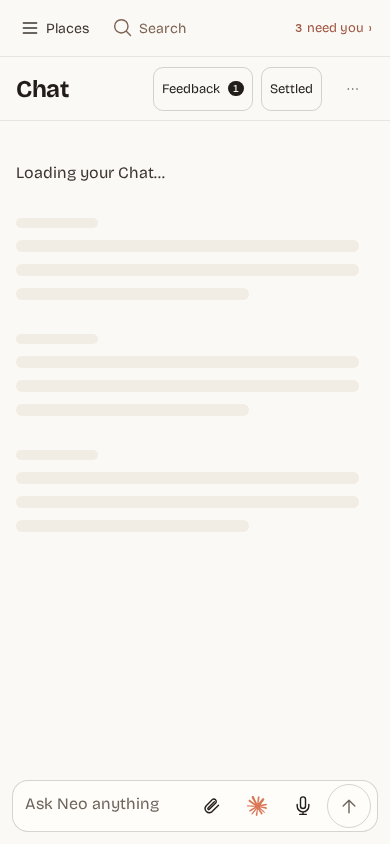 Places
Search
3 need you ›
Chat
Feedback 1
Settled
...
Loading your Chat...
Ask Neo anything